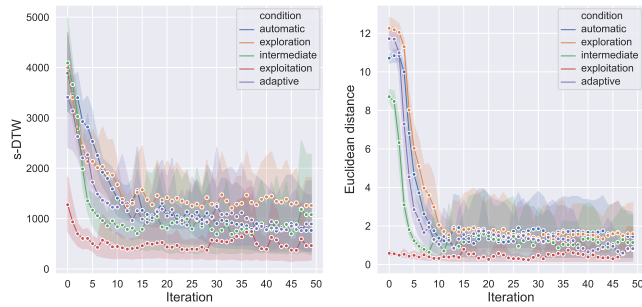 5000
4000
3000
2000
1000
0
s-DTW
0 5 10 15 20 25 30 35 40 45 50
Iteration
condition
automatic
exploration
intermediate
exploitation
adaptive
12
10
8
6
4
2
0
Euclidean distance
0 5 10 15 20 25 30 35 40 45 50
Iteration
condition
automatic
exploration
intermediate
exploitation
adaptive